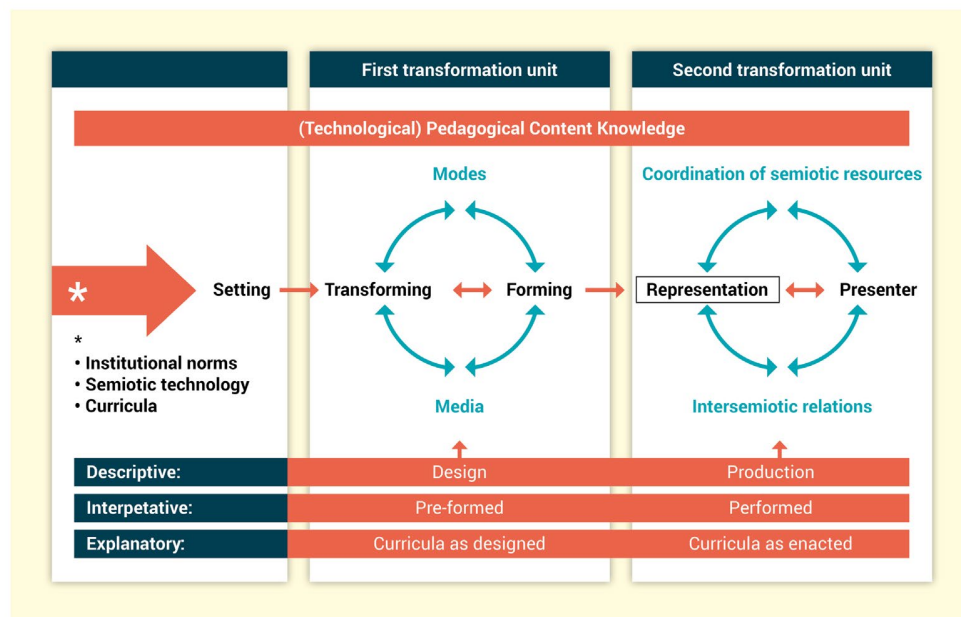 First transformation unit
Second transformation unit
(Technological) Pedagogical Content Knowledge
Modes
Coordination of semiotic resources
*
Setting
Transforming
Forming
Representation
Presenter
*
• Institutional norms
• Semiotic technology
• Curricula
Media
Intersemiotic relations
Descriptive:
Design
Production
Interpetative:
Pre-formed
Performed
Explanatory:
Curricula as designed
Curricula as enacted